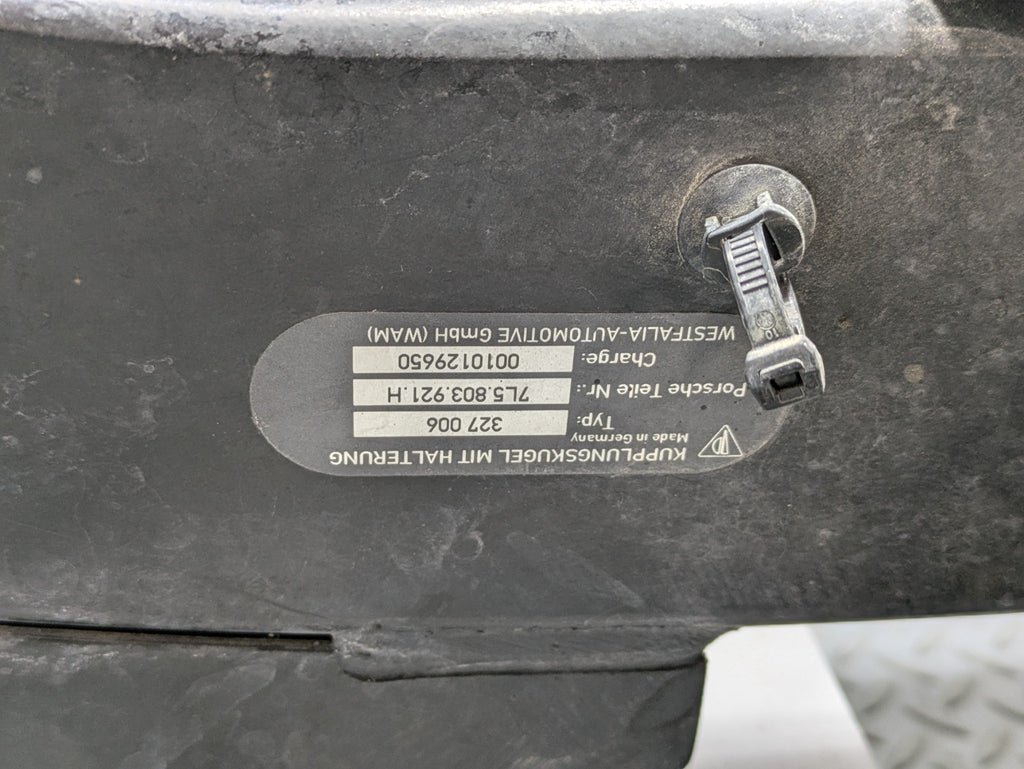 KUPPLUNGSKUGEL MIT HALTERUNG
Made in Germany
Typ: 327 006
Porsche Teile Nr.: 7L5.803.921.H
Charge: 0010129650
WESTFALIA-AUTOMOTIVE GmbH (WAM)